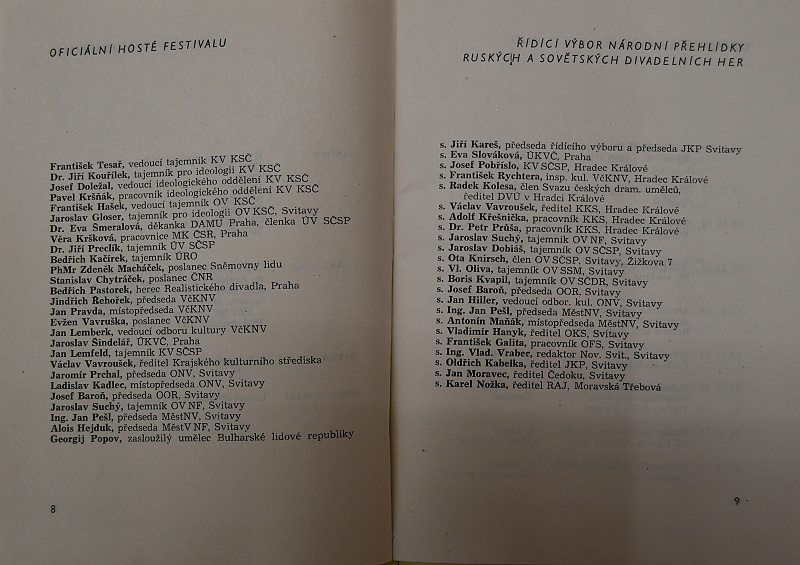 OFICIÁLNÍ HOSTÉ FESTIVALU
František Tesař, vedoucí tajemník KV KSČ
Dr. Jiří Kouřílek, tajemník pro ideologii KV KSČ
Josef Doležal, vedoucí ideologického oddělení KV KSČ
Pavel Kršňák, pracovník ideologického oddělení KV KSČ
František Hašek, vedoucí tajemník OV KSČ
Jaroslav Gloser, tajemník pro ideologii OV KSČ, Svitavy
Dr. Eva Šmeralová, děkanka DAMU Praha, členka ÚV SČSP
Věra Kršková, pracovnice MK ČSR, Praha
Dr. Jiří Preclík, tajemník ÚV SČSP
Bedřich Kačírek, tajemník ÚRO
PhMr Zdeněk Macháček, poslanec Sněmovny lidu
Stanislav Chytráček, poslanec ČNR
Bedřich Pastorek, herec Realistického divadla, Praha
Jindřich Řehořek, předseda VčKNV
Jan Pravda, místopředseda VčKNV
Evžen Vavruška, poslanec VčKNV
Jan Lemberk, vedoucí odboru kultury VčKNV
Jaroslav Šindelář, ÚKVČ, Praha
Jan Lemfeld, tajemník KV SČSP
Václav Vavroušek, ředitel Krajského kulturního střediska
Jaromír Prchal, předseda ONV, Svitavy
Ladislav Kadlec, místopředseda ONV, Svitavy
Josef Baroň, předseda OOR, Svitavy
Jaroslav Suchý, tajemník OV NF, Svitavy
Ing. Jan Pešl, předseda MěstNV, Svitavy
Alois Hejduk, předseda MěstV NF, Svitavy
Georgij Popov, zasloužilý umělec Bulharské lidové republiky
8
ŘÍDÍCÍ VÝBOR NÁRODNÍ PŘEHLÍDKY
RUSKÝCH A SOVĚTSKÝCH DIVADELNÍCH HER
s. Jiří Kareš, předseda řídícího výboru a předseda JKP Svitavy
s. Eva Slováková, ÚKVČ, Praha
s. Josef Pobříslo, KV SČSP, Hradec Králové
s. František Rychtera, insp. kul. VčKNV, Hradec Králové
s. Radek Kolesa, člen Svazu českých dram. umělců,
ředitel DVU v Hradci Králové
s. Václav Vavroušek, ředitel KKS, Hradec Králové
s. Adolf Křešnička, pracovník KKS, Hradec Králové
s. Dr. Petr Průša, pracovník KKS. Hradec Králové
s. Jaroslav Suchý, tajemník OV NF, Svitavy
s. Jaroslav Dobiáš, tajemník OV SČSP, Svitavy
s. Ota Knirsch, člen OV SČSP, Svitavy, Žižkova 7
s. Vl. Oliva, tajemník OV SSM, Svitavy
s. Boris Kvapil, tajemník OV SČDR, Svitavy
s. Josef Baroň, předseda OOR, Svitavy
s. Jan Hiller, vedoucí odbor. kul. ONV, Svitavy
s. Ing. Jan Pešl, předseda MěstNV, Svitavy
s. Antonín Maňák, místopředseda MěstNV, Svitavy
s. Vladimír Hanyk, ředitel OKS, Svitavy
s. František Galita, pracovník OFS, Svitavy
s. Ing. Vlad. Vrabec, redaktor Nov. Svit., Svitavy
s. Oldřich Kabelka, ředitel JKP, Svitavy
s. Jan Moravec, ředitel Čedoku, Svitavy
s. Karel Nožka, ředitel RAJ, Moravská Třebová
9